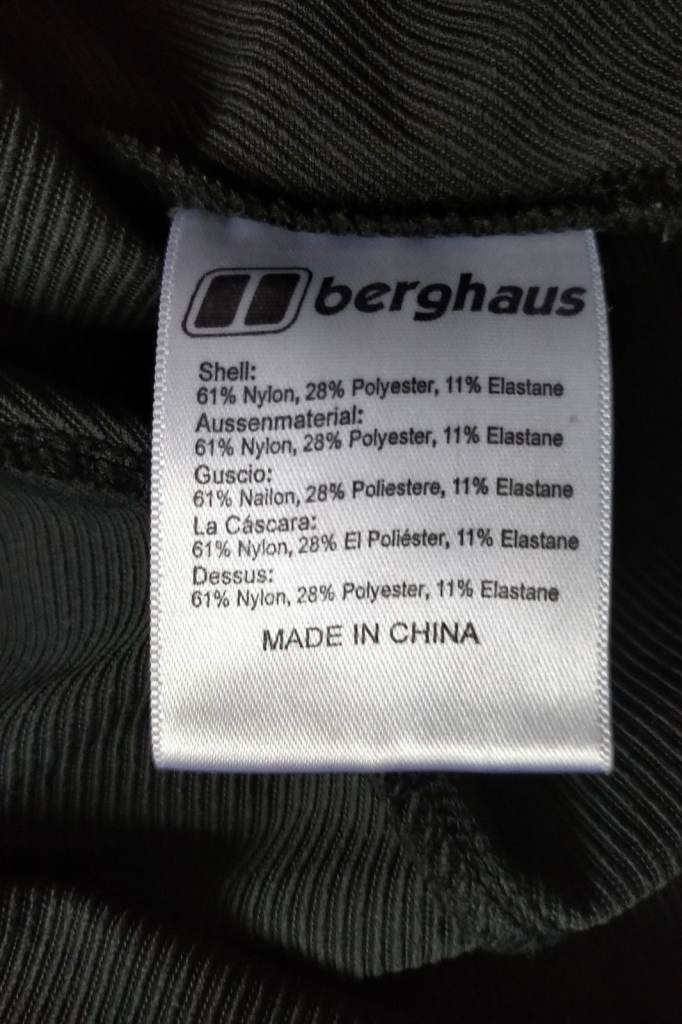 berghaus
Shell:
61% Nylon, 28% Polyester, 11% Elastane
Aussenmaterial:
61% Nylon, 28% Polyester, 11% Elastane
Guscio:
61% Nailon, 28% Poliestere, 11% Elastane
La Cáscara:
61% Nylon, 28% El Poliéster, 11% Elastane
Dessus:
61% Nylon, 28% Polyester, 11% Elastane
MADE IN CHINA